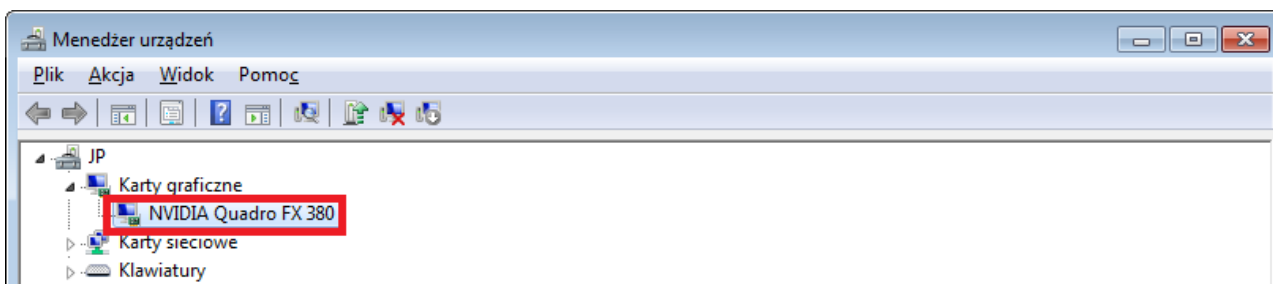 Menedżer urządzeń
Plik Akcja Widok Pomoc
JP
Karty graficzne
NVIDIA Quadro FX 380
Karty sieciowe
Klawiatury